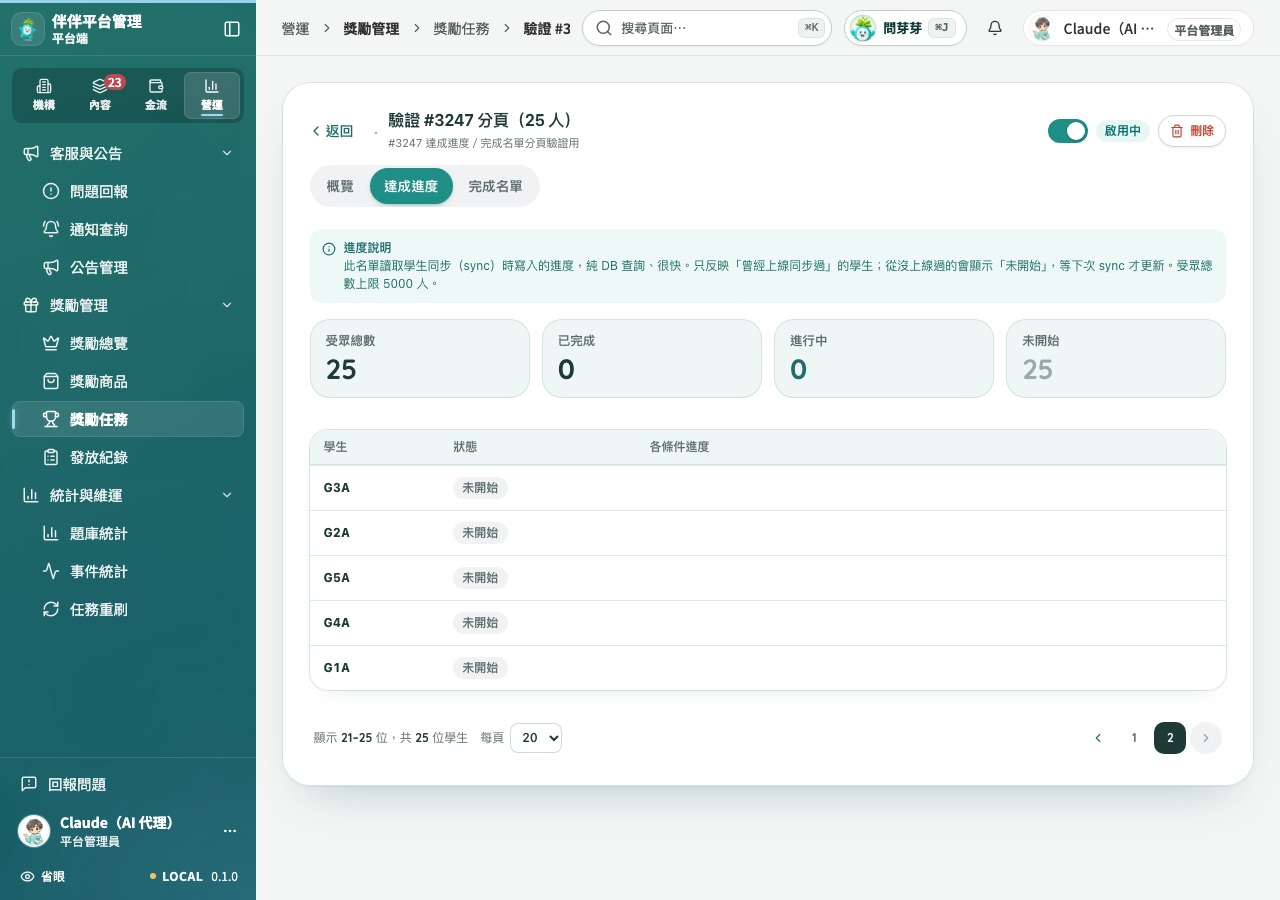 伴伴平台管理
平台端
營運 > 獎勵管理 > 獎勵任務 > 驗證 #3
搜尋頁面… ⌘K
問芽芽 ⌘J
Claude（AI … 平台管理員
機構
內容 23
金流
營運
客服與公告
問題回報
通知查詢
公告管理
獎勵管理
獎勵總覽
獎勵商品
獎勵任務
發放紀錄
統計與維運
題庫統計
事件統計
任務重刷
回報問題
Claude（AI 代理）
平台管理員
省眼 LOCAL 0.1.0
返回 · 驗證 #3247 分頁（25 人）
#3247 達成進度 / 完成名單分頁驗證用
啟用中 刪除
概覽 達成進度 完成名單
進度說明
此名單讀取學生同步（sync）時寫入的進度，純 DB 查詢、很快。只反映「曾經上線同步過」的學生；從沒上線過的會顯示「未開始」，等下次 sync 才更新。受眾總
數上限 5000 人。
受眾總數
25
已完成
0
進行中
0
未開始
25
學生 狀態 各條件進度
G3A 未開始
G2A 未開始
G5A 未開始
G4A 未開始
G1A 未開始
顯示 21–25 位，共 25 位學生 每頁 20
1 2